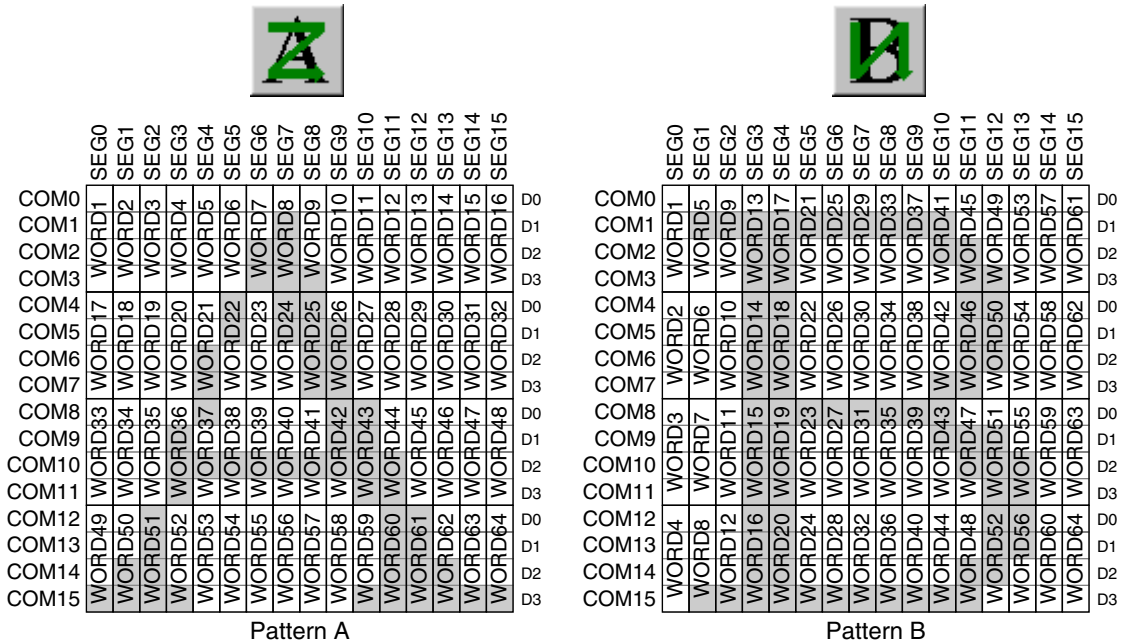 A B
SEG0 SEG1 SEG2 SEG3 SEG4 SEG5 SEG6 SEG7 SEG8 SEG9 SEG10 SEG11 SEG12 SEG13 SEG14 SEG15
COM0 D0
COM1 D1
COM2 D2
COM3 D3
WORD1 WORD2 WORD3 WORD4 WORD5 WORD6 WORD7 WORD8 WORD9 WORD10 WORD11 WORD12 WORD13 WORD14 WORD15 WORD16
COM4 D0
COM5 D1
COM6 D2
COM7 D3
WORD17 WORD18 WORD19 WORD20 WORD21 WORD22 WORD23 WORD24 WORD25 WORD26 WORD27 WORD28 WORD29 WORD30 WORD31 WORD32
COM8 D0
COM9 D1
COM10 D2
COM11 D3
WORD33 WORD34 WORD35 WORD36 WORD37 WORD38 WORD39 WORD40 WORD41 WORD42 WORD43 WORD44 WORD45 WORD46 WORD47 WORD48
COM12 D0
COM13 D1
COM14 D2
COM15 D3
WORD49 WORD50 WORD51 WORD52 WORD53 WORD54 WORD55 WORD56 WORD57 WORD58 WORD59 WORD60 WORD61 WORD62 WORD63 WORD64
Pattern A
SEG0 SEG1 SEG2 SEG3 SEG4 SEG5 SEG6 SEG7 SEG8 SEG9 SEG10 SEG11 SEG12 SEG13 SEG14 SEG15
COM0 D0
COM1 D1
COM2 D2
COM3 D3
WORD1 WORD5 WORD9 WORD13 WORD17 WORD21 WORD25 WORD29 WORD33 WORD37 WORD41 WORD45 WORD49 WORD53 WORD57 WORD61
COM4 D0
COM5 D1
COM6 D2
COM7 D3
WORD2 WORD6 WORD10 WORD14 WORD18 WORD22 WORD26 WORD30 WORD34 WORD38 WORD42 WORD46 WORD50 WORD54 WORD58 WORD62
COM8 D0
COM9 D1
COM10 D2
COM11 D3
WORD3 WORD7 WORD11 WORD15 WORD19 WORD23 WORD27 WORD31 WORD35 WORD39 WORD43 WORD47 WORD51 WORD55 WORD59 WORD63
COM12 D0
COM13 D1
COM14 D2
COM15 D3
WORD4 WORD8 WORD12 WORD16 WORD20 WORD24 WORD28 WORD32 WORD36 WORD40 WORD44 WORD48 WORD52 WORD56 WORD60 WORD64
Pattern B